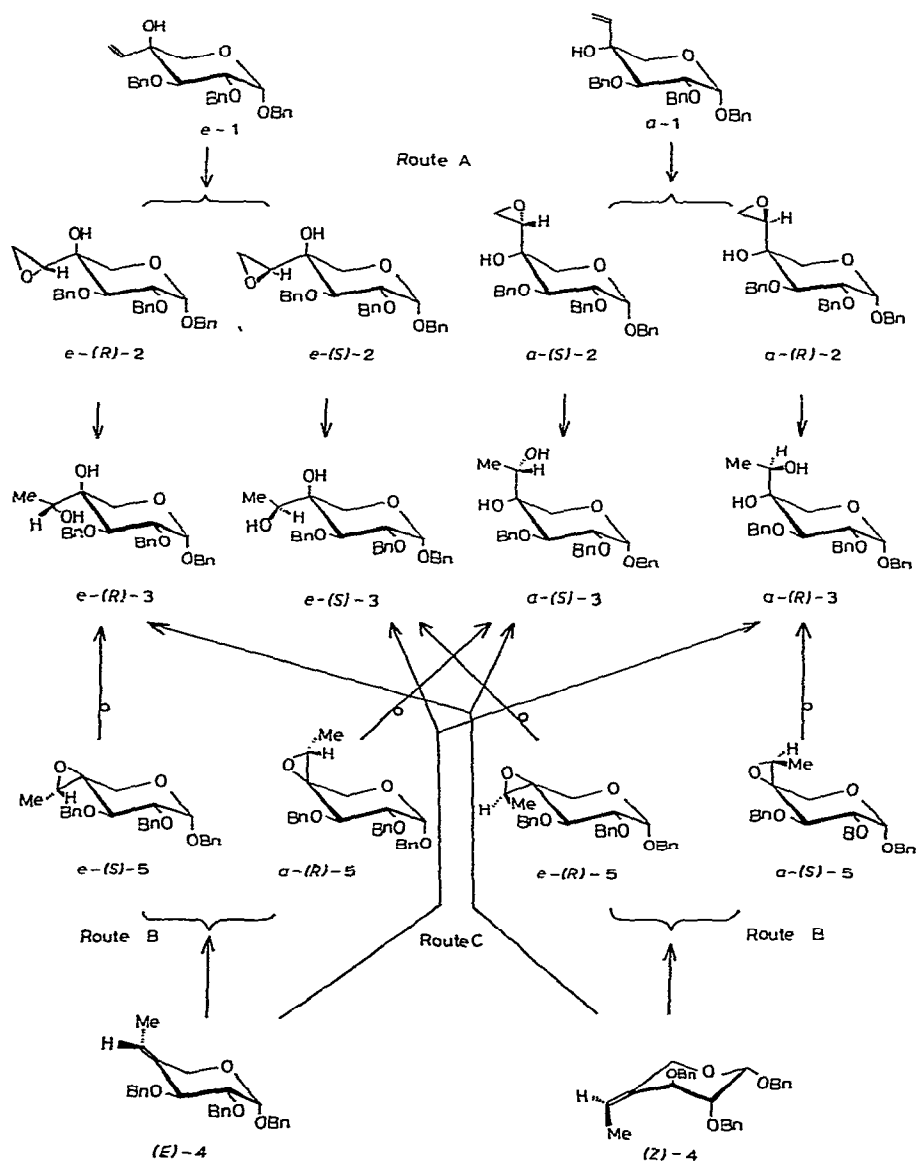 OH
O
BnO
BnO
OBn
e-1
HO
O
BnO
BnO
OBn
a-1
Route A
OH
O
H
O
BnO
BnO
OBn
e-(R)-2
OH
O
H
O
BnO
BnO
OBn
e-(S)-2
O
H
HO
O
BnO
BnO
OBn
a-(S)-2
O
H
HO
O
BnO
BnO
OBn
a-(R)-2
OH
Me
O
H
OH
BnO
BnO
OBn
e-(R)-3
OH
Me
O
HO
H
BnO
BnO
OBn
e-(S)-3
OH
Me
H
HO
O
BnO
BnO
OBn
a-(S)-3
H
Me
OH
HO
O
BnO
BnO
OBn
a-(R)-3
O
O
Me
H
BnO
BnO
OBn
e-(S)-5
Me
H
O
O
BnO
BnO
OBn
a-(R)-5
O
O
H
Me
BnO
BnO
OBn
e-(R)-5
H
O
Me
O
BnO
BO
OBn
a-(S)-5
Route B
Route C
Route B
Me
H
O
BnO
BnO
OBn
(E)-4
O
OBn
OBn
H
OBn
Me
(Z)-4